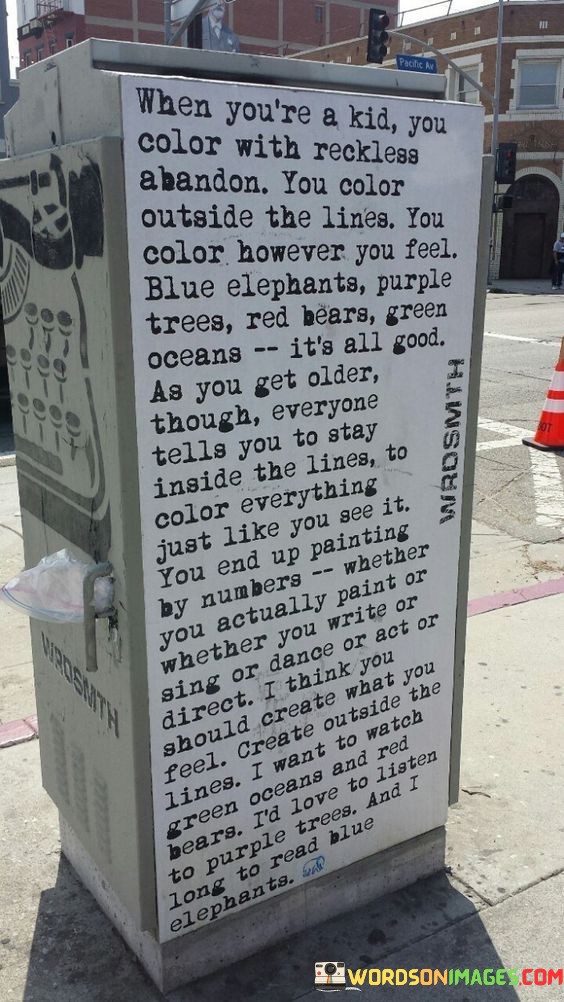 Pacific Av
When you're a kid, you
color with reckless
abandon. You color
outside the lines. You
color however you feel.
Blue elephants, purple
trees, red bears, green
oceans -- it's all good.
As you get older,
though, everyone
tells you to stay
inside the lines, to
color everything
just like you see it.
You end up painting
by numbers -- whether
you actually paint or
whether you write or
sing or dance or act or
direct. I think you
should create what you
feel. Create outside the
lines. I want to watch
green oceans and red
bears. I'd love to listen
to purple trees. And I
long to read blue
elephants.
WRDSMTH
WRDSMTH
WORDSONIMAGES.COM